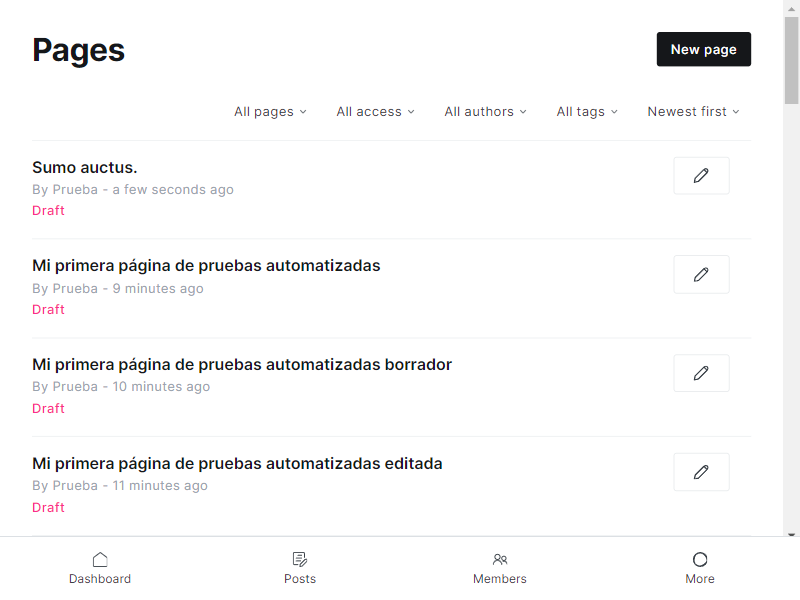 Pages
New page
All pages
All access
All authors
All tags
Newest first
Sumo auctus.
By Prueba - a few seconds ago
Draft
Mi primera página de pruebas automatizadas
By Prueba - 9 minutes ago
Draft
Mi primera página de pruebas automatizadas borrador
By Prueba - 10 minutes ago
Draft
Mi primera página de pruebas automatizadas editada
By Prueba - 11 minutes ago
Draft
Dashboard
Posts
Members
More